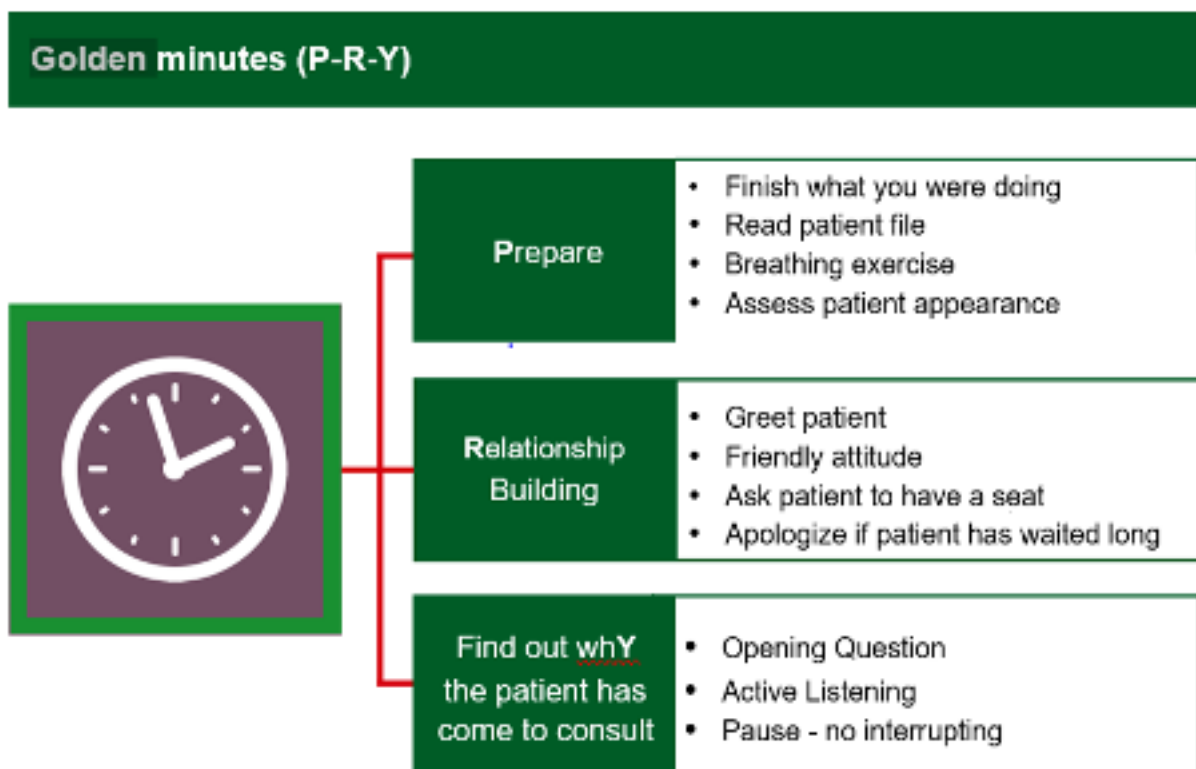 Golden minutes (P-R-Y)
Prepare
• Finish what you were doing
• Read patient file
• Breathing exercise
• Assess patient appearance
Relationship
Building
• Greet patient
• Friendly attitude
• Ask patient to have a seat
• Apologize if patient has waited long
Find out whY
the patient has
come to consult
• Opening Question
• Active Listening
• Pause - no interrupting